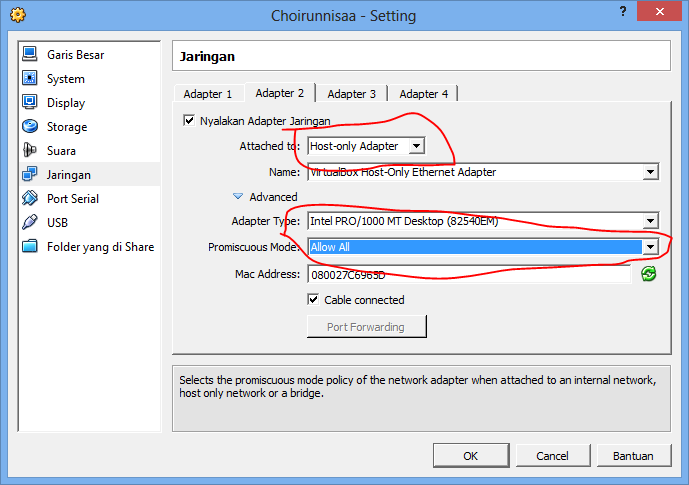 Choirunnisaa - Setting
?
Garis Besar
System
Display
Storage
Suara
Jaringan
Port Serial
USB
Folder yang di Share
Jaringan
Adapter 1 Adapter 2 Adapter 3 Adapter 4
Nyalakan Adapter Jaringan
Attached to: Host-only Adapter
Name: VirtualBox Host-Only Ethernet Adapter
Advanced
Adapter Type: Intel PRO/1000 MT Desktop (82540EM)
Promiscuous Mode: Allow All
Mac Address: 080027C6965D
Cable connected
Port Forwarding
Selects the promiscuous mode policy of the network adapter when attached to an internal network,
host only network or a bridge.
OK Cancel Bantuan